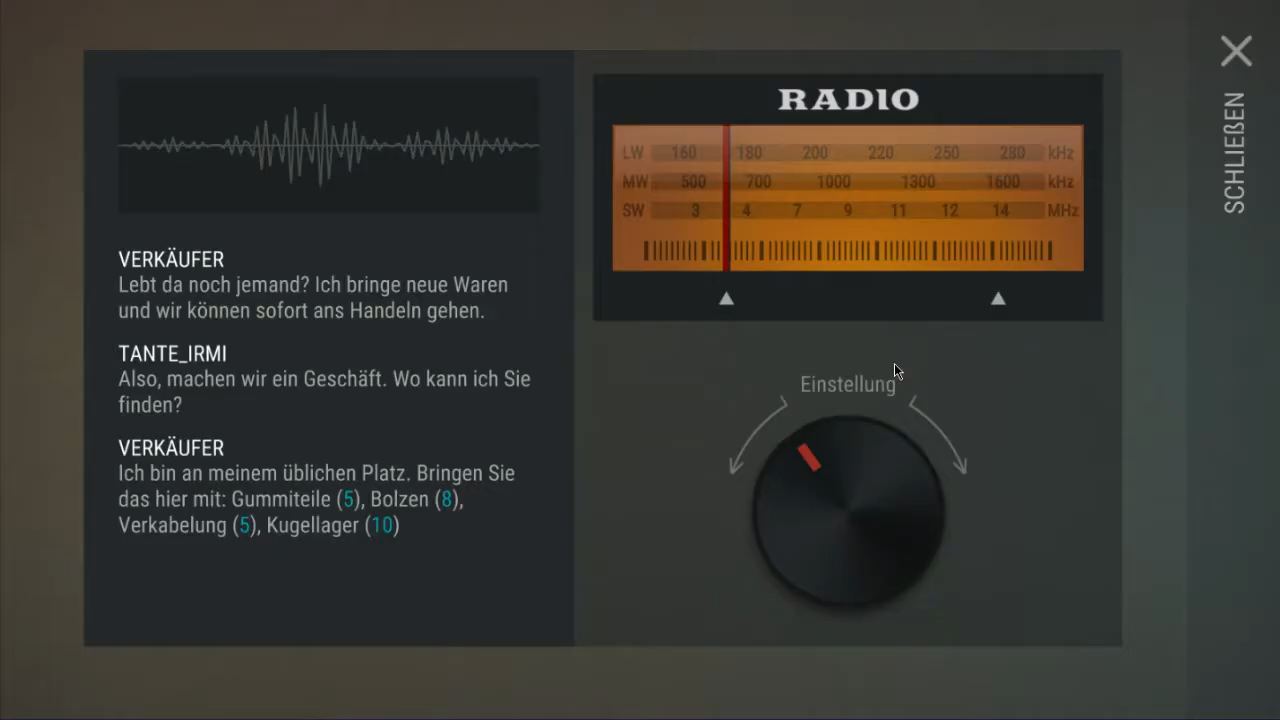 VERKÄUFER
Lebt da noch jemand? Ich bringe neue Waren
und wir können sofort ans Handeln gehen.
TANTE_IRMI
Also, machen wir ein Geschäft. Wo kann ich Sie
finden?
VERKÄUFER
Ich bin an meinem üblichen Platz. Bringen Sie
das hier mit: Gummiteile (5), Bolzen (8),
Verkabelung (5), Kugellager (10)
RADIO
LW 160 180 200 220 250 280 kHz
MW 500 700 1000 1300 1600 kHz
SW 3 4 7 9 11 12 14 MHz
Einstellung
SCHLIEßEN